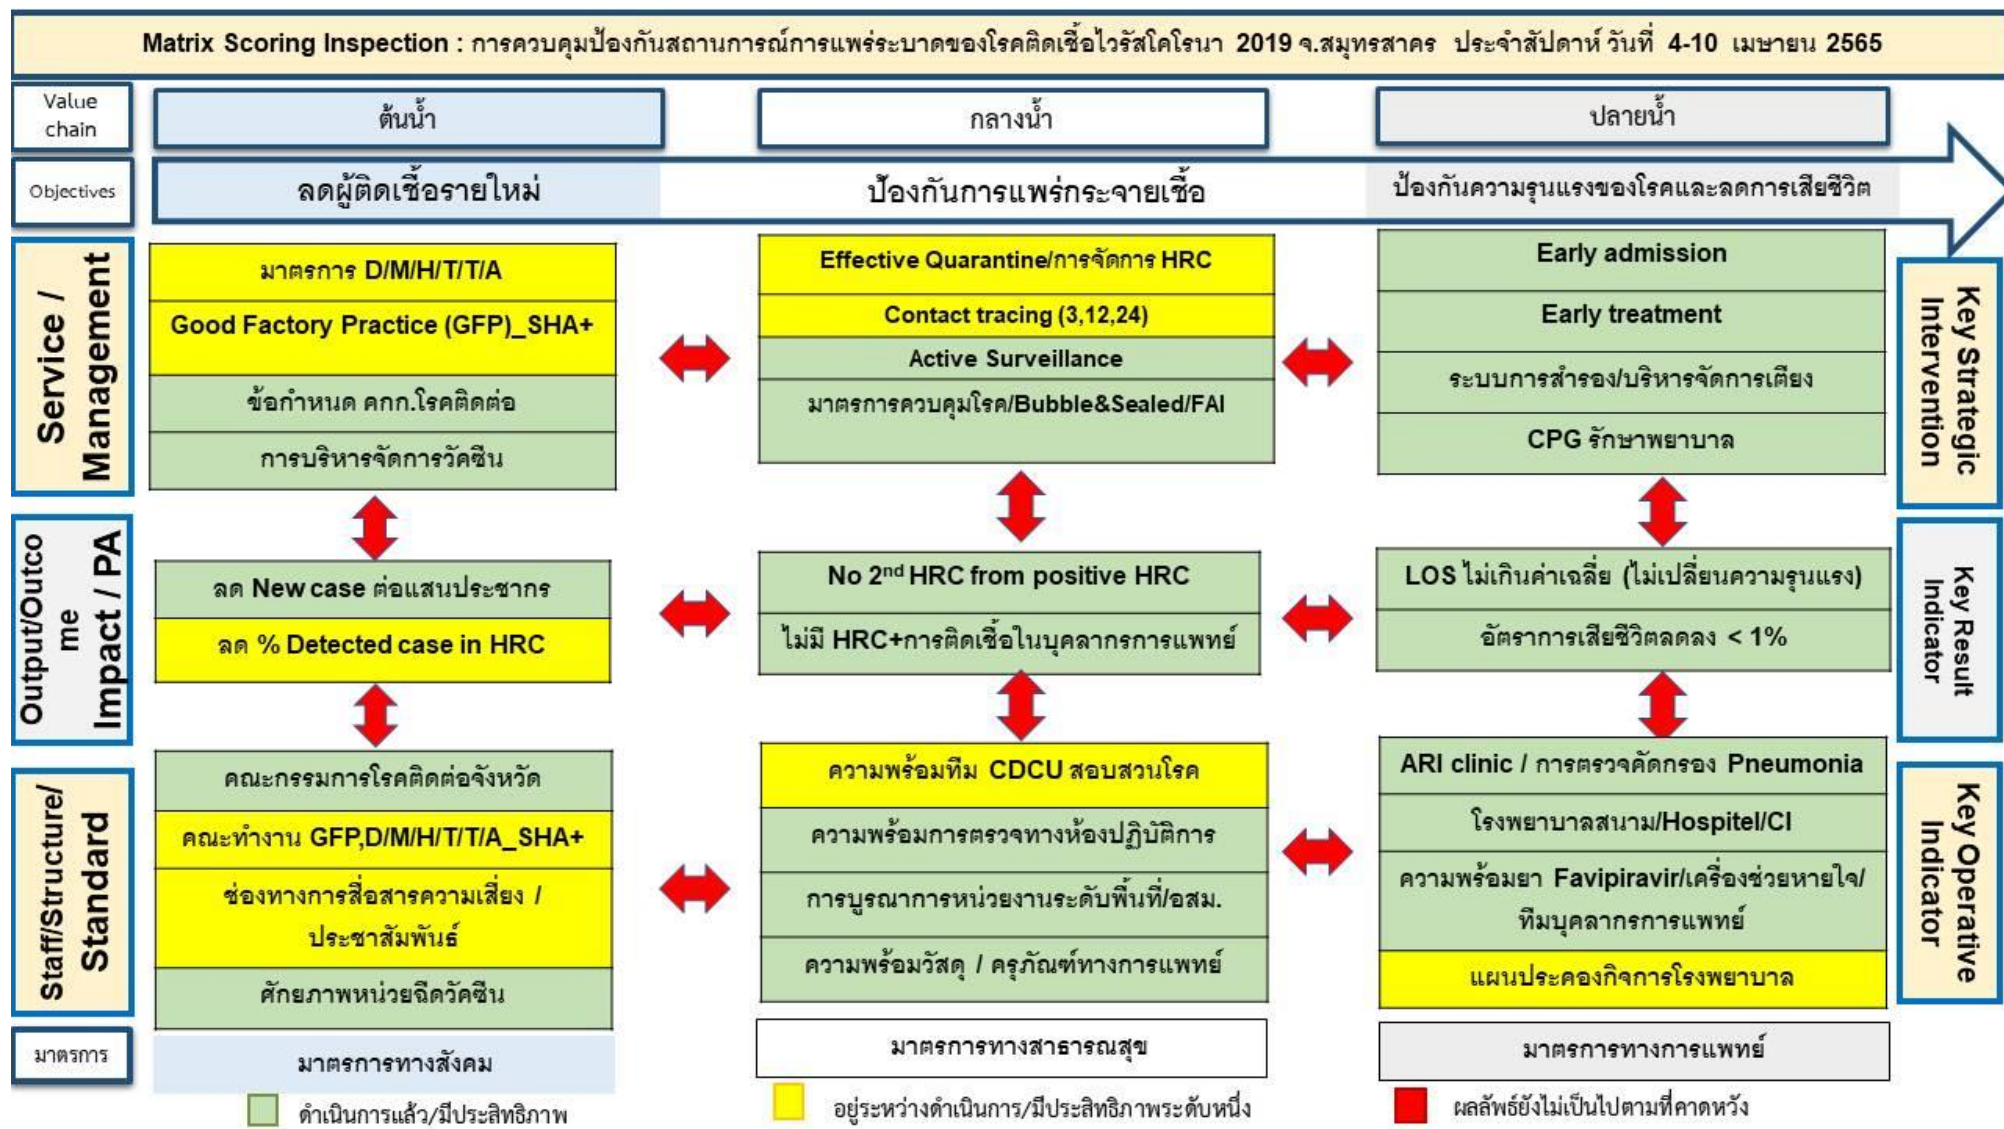 Matrix Scoring Inspection : การควบคุมป้องกันสถานการณ์การแพร่ระบาดของโรคติดเชื้อไวรัสโคโรนา 2019 จ.สมุทรสาคร ประจำสัปดาห์ วันที่ 4-10 เมษายน 2565
Value
chain
ต้นน้ำ
กลางน้ำ
ปลายน้ำ
Objectives
ลดผู้ติดเชื้อรายใหม่
ป้องกันการแพร่กระจายเชื้อ
ป้องกันความรุนแรงของโรคและลดการเสียชีวิต
Service /
Management
มาตรการ D/M/H/T/T/A
Good Factory Practice (GFP)_SHA+
ข้อกำหนด คกก.โรคติดต่อ
การบริหารจัดการวัคซีน
Effective Quarantine/การจัดการ HRC
Contact tracing (3,12,24)
Active Surveillance
มาตรการควบคุมโรค/Bubble&Sealed/FAI
Early admission
Early treatment
ระบบการสำรอง/บริหารจัดการเตียง
CPG รักษาพยาบาล
Key Strategic
Intervention
Output/Outco
me
Impact / PA
ลด New case ต่อแสนประชากร
ลด % Detected case in HRC
No 2nd HRC from positive HRC
ไม่มี HRC+การติดเชื้อในบุคลากรการแพทย์
LOS ไม่เกินค่าเฉลี่ย (ไม่เปลี่ยนความรุนแรง)
อัตราการเสียชีวิตลดลง < 1%
Key Result
Indicator
Staff/Structure/
Standard
คณะกรรมการโรคติดต่อจังหวัด
คณะทำงาน GFP,D/M/H/T/T/A_SHA+
ช่องทางการสื่อสารความเสี่ยง /
ประชาสัมพันธ์
ศักยภาพหน่วยฉีดวัคซีน
ความพร้อมทีม CDCU สอบสวนโรค
ความพร้อมการตรวจทางห้องปฏิบัติการ
การบูรณาการหน่วยงานระดับพื้นที่/อสม.
ความพร้อมวัสดุ / ครุภัณฑ์ทางการแพทย์
ARI clinic / การตรวจคัดกรอง Pneumonia
โรงพยาบาลสนาม/Hospitel/CI
ความพร้อมยา Favipiravir/เครื่องช่วยหายใจ/
ทีมบุคลากรการแพทย์
แผนประคองกิจการโรงพยาบาล
Key Operative
Indicator
มาตรการ
มาตรการทางสังคม
มาตรการทางสาธารณสุข
มาตรการทางการแพทย์
ดำเนินการแล้ว/มีประสิทธิภาพ
อยู่ระหว่างดำเนินการ/มีประสิทธิภาพระดับหนึ่ง
ผลลัพธ์ยังไม่เป็นไปตามที่คาดหวัง